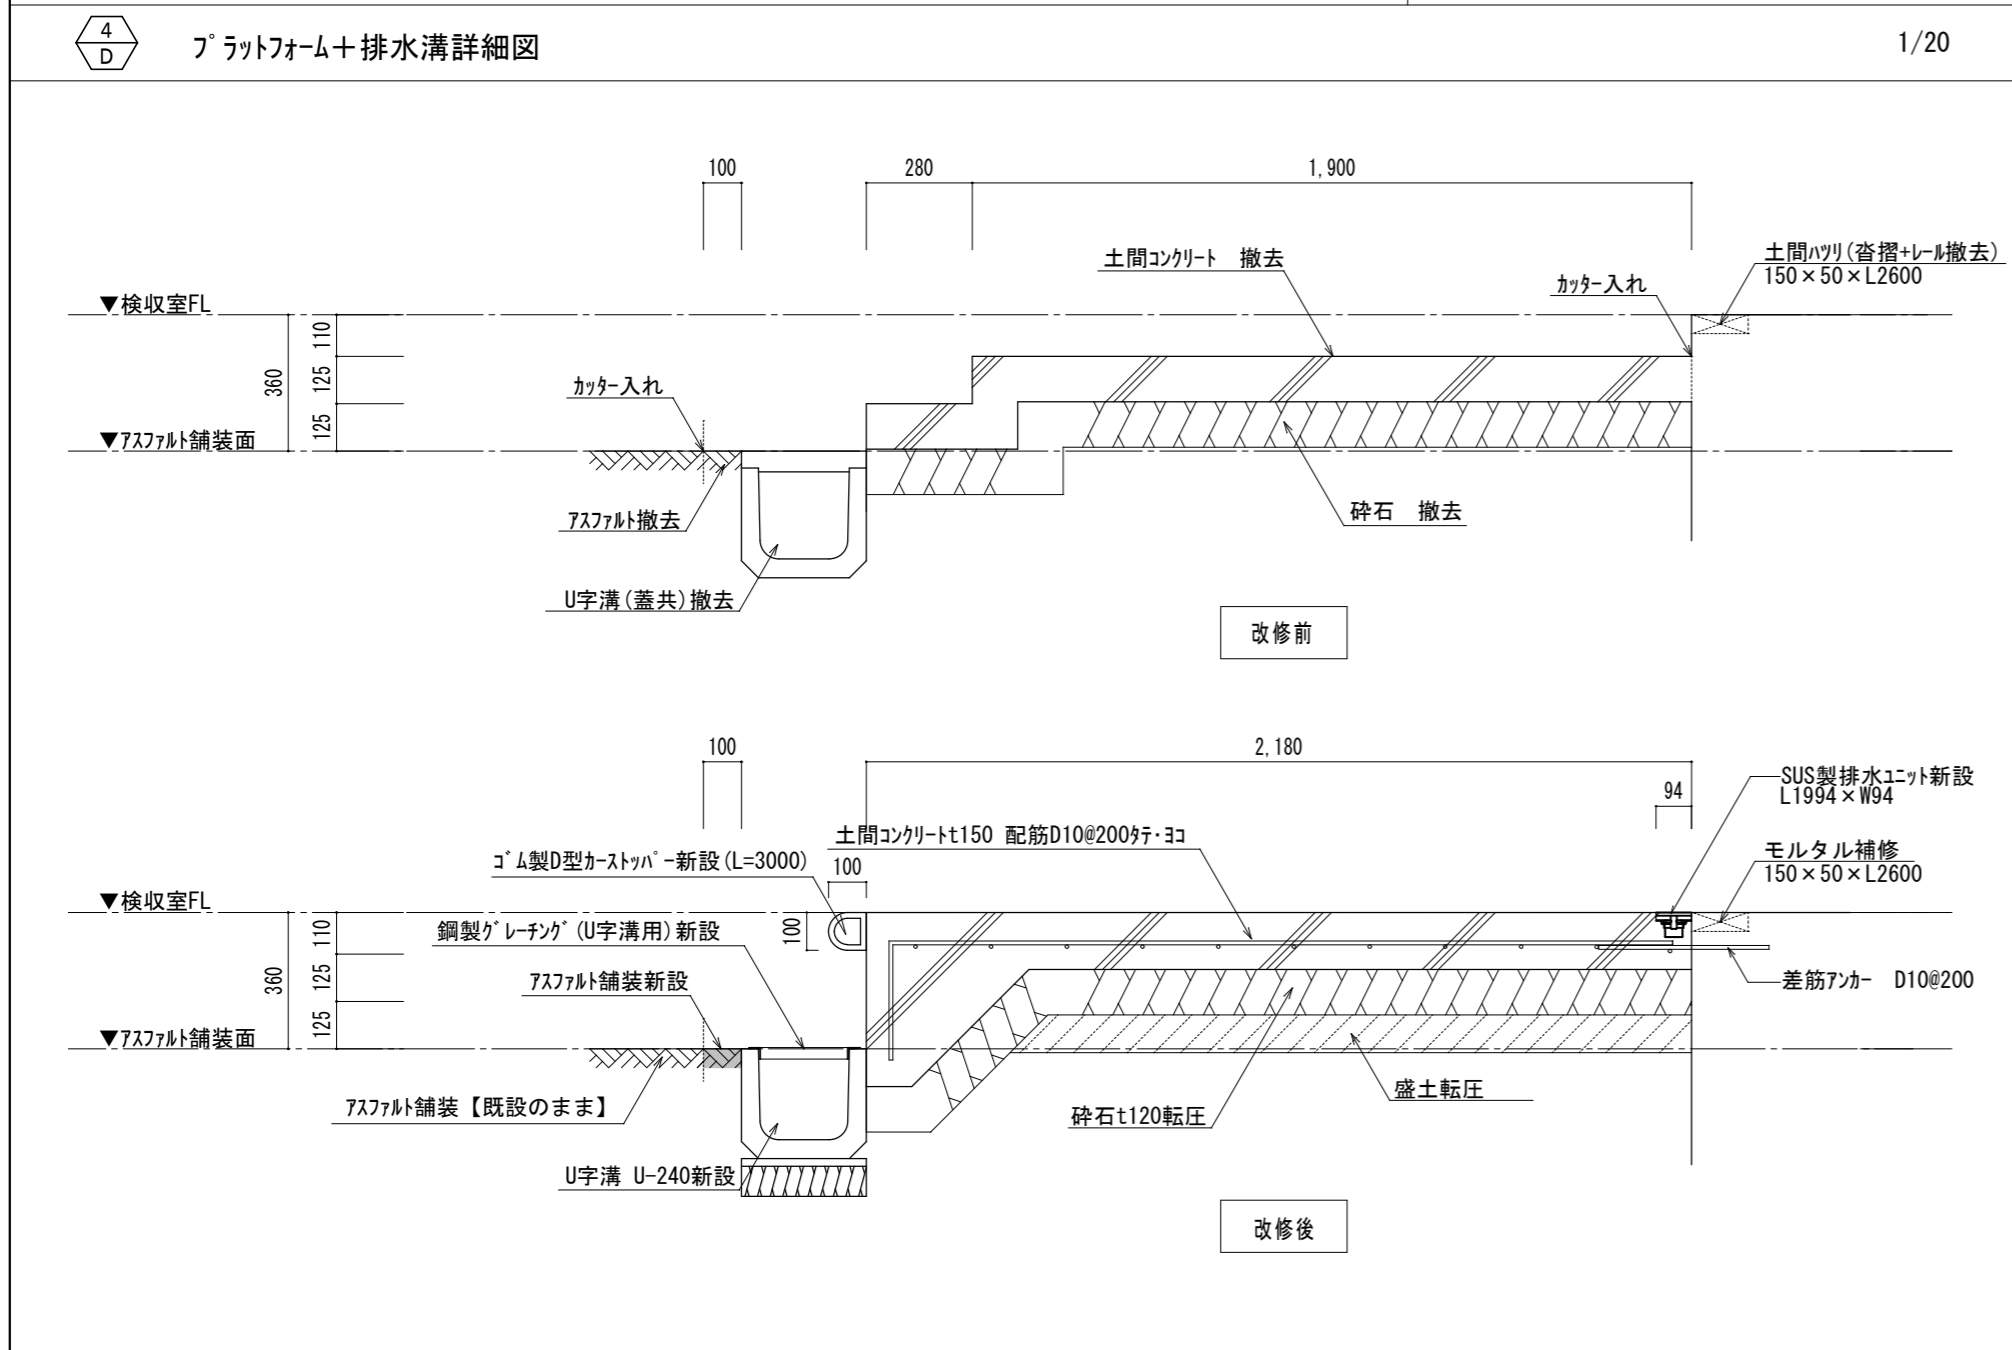 4
D
プラットフォーム+排水溝詳細図
1/20
100
280
1,900
土間コンクリート 撤去
カッター入れ
土間ハツリ(沓摺+レール撤去)
150×50×L2600
▼検収室FL
110
125
125
360
カッター入れ
▼アスファルト舗装面
アスファルト撤去
砕石 撤去
U字溝(蓋共)撤去
改修前
100
2,180
94
SUS製排水ユニット新設
L1994×W94
土間コンクリートt150 配筋D10@200タテ・ヨコ
ゴム製D型カーストッパー新設(L=3000)
100
モルタル補修
150×50×L2600
▼検収室FL
100
鋼製グレーチング(U字溝用)新設
110
125
125
360
アスファルト舗装新設
差筋アンカー D10@200
▼アスファルト舗装面
アスファルト舗装【既設のまま】
盛土転圧
砕石t120転圧
U字溝 U-240新設
改修後